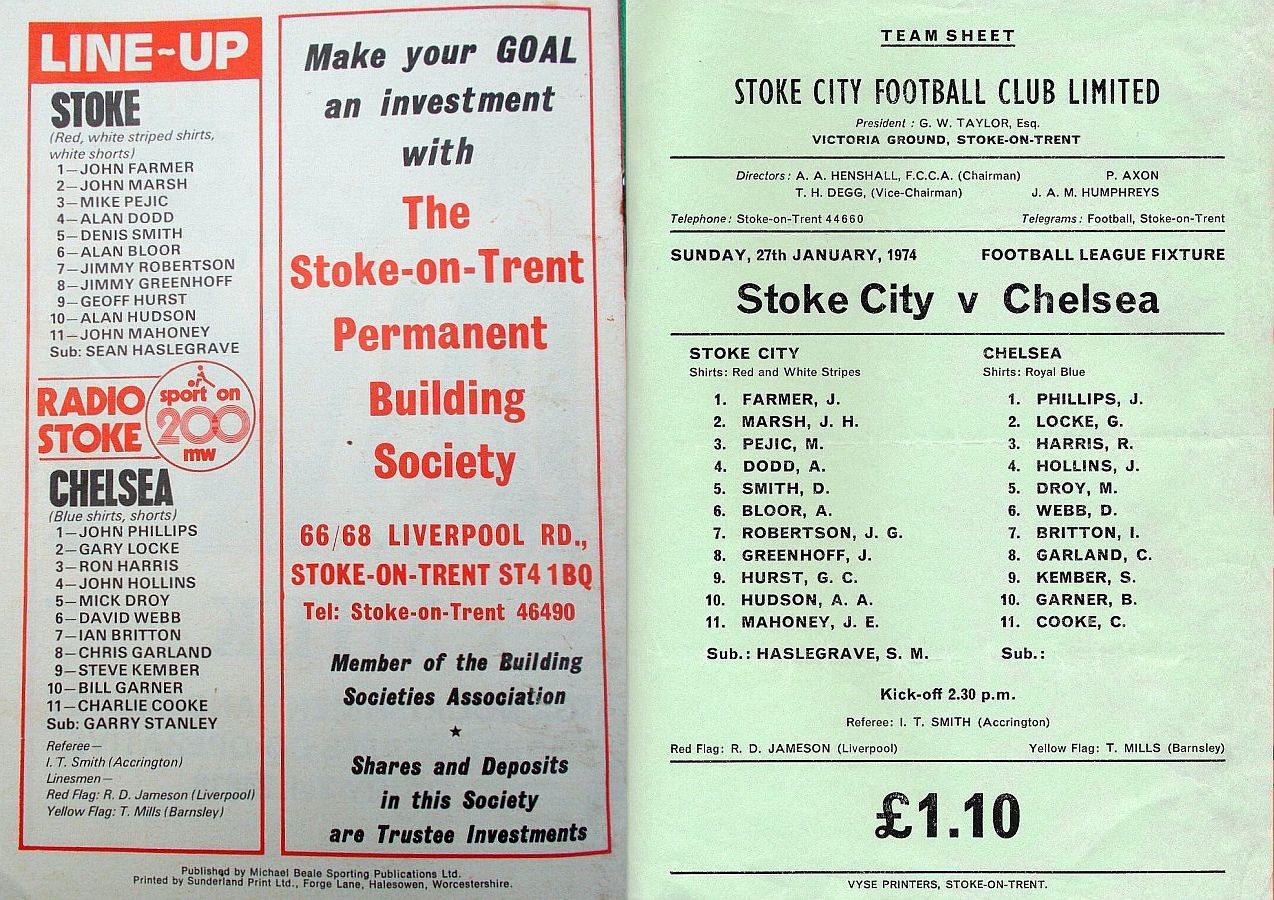 LINE-UP
STOKE
(Red, white striped shirts,
white shorts)
1—JOHN FARMER
2—JOHN MARSH
3—MIKE PEJIC
4—ALAN DODD
5—DENIS SMITH
6—ALAN BLOOR
7—JIMMY ROBERTSON
8—JIMMY GREENHOFF
9—GEOFF HURST
10—ALAN HUDSON
11—JOHN MAHONEY
Sub: SEAN HASLEGRAVE
RADIO
STOKE
sport on
200
mw
CHELSEA
(Blue shirts, shorts)
1—JOHN PHILLIPS
2—GARY LOCKE
3—RON HARRIS
4—JOHN HOLLINS
5—MICK DROY
6—DAVID WEBB
7—IAN BRITTON
8—CHRIS GARLAND
9—STEVE KEMBER
10—BILL GARNER
11—CHARLIE COOKE
Sub: GARRY STANLEY
Referee—
I. T. Smith (Accrington)
Linesmen—
Red Flag: R. D. Jameson (Liverpool)
Yellow Flag: T. Mills (Barnsley)
Make your GOAL
an investment
with
The
Stoke-on-Trent
Permanent
Building
Society
66/68 LIVERPOOL RD.,
STOKE-ON-TRENT ST4 1BQ
Tel: Stoke-on-Trent 46490
Member of the Building
Societies Association
★
Shares and Deposits
in this Society
are Trustee Investments
Published by Michael Beale Sporting Publications Ltd.
Printed by Sunderland Print Ltd., Forge Lane, Halesowen, Worcestershire.
TEAM SHEET
STOKE CITY FOOTBALL CLUB LIMITED
President : G. W. TAYLOR, Esq.
VICTORIA GROUND, STOKE-ON-TRENT
Directors : A. A. HENSHALL, F.C.C.A. (Chairman) P. AXON
T. H. DEGG, (Vice-Chairman) J. A. M. HUMPHREYS
Telephone : Stoke-on-Trent 44660 Telegrams : Football, Stoke-on-Trent
SUNDAY, 27th JANUARY, 1974 FOOTBALL LEAGUE FIXTURE
Stoke City v Chelsea
STOKE CITY
Shirts: Red and White Stripes
1. FARMER, J.
2. MARSH, J. H.
3. PEJIC, M.
4. DODD, A.
5. SMITH, D.
6. BLOOR, A.
7. ROBERTSON, J. G.
8. GREENHOFF, J.
9. HURST, G. C.
10. HUDSON, A. A.
11. MAHONEY, J. E.
Sub.: HASLEGRAVE, S. M.
CHELSEA
Shirts: Royal Blue
1. PHILLIPS, J.
2. LOCKE, G.
3. HARRIS, R.
4. HOLLINS, J.
5. DROY, M.
6. WEBB, D.
7. BRITTON, I.
8. GARLAND, C.
9. KEMBER, S.
10. GARNER, B.
11. COOKE, C.
Sub.:
Kick-off 2.30 p.m.
Referee: I. T. SMITH (Accrington)
Red Flag: R. D. JAMESON (Liverpool) Yellow Flag: T. MILLS (Barnsley)
£1.10
VYSE PRINTERS, STOKE-ON-TRENT.